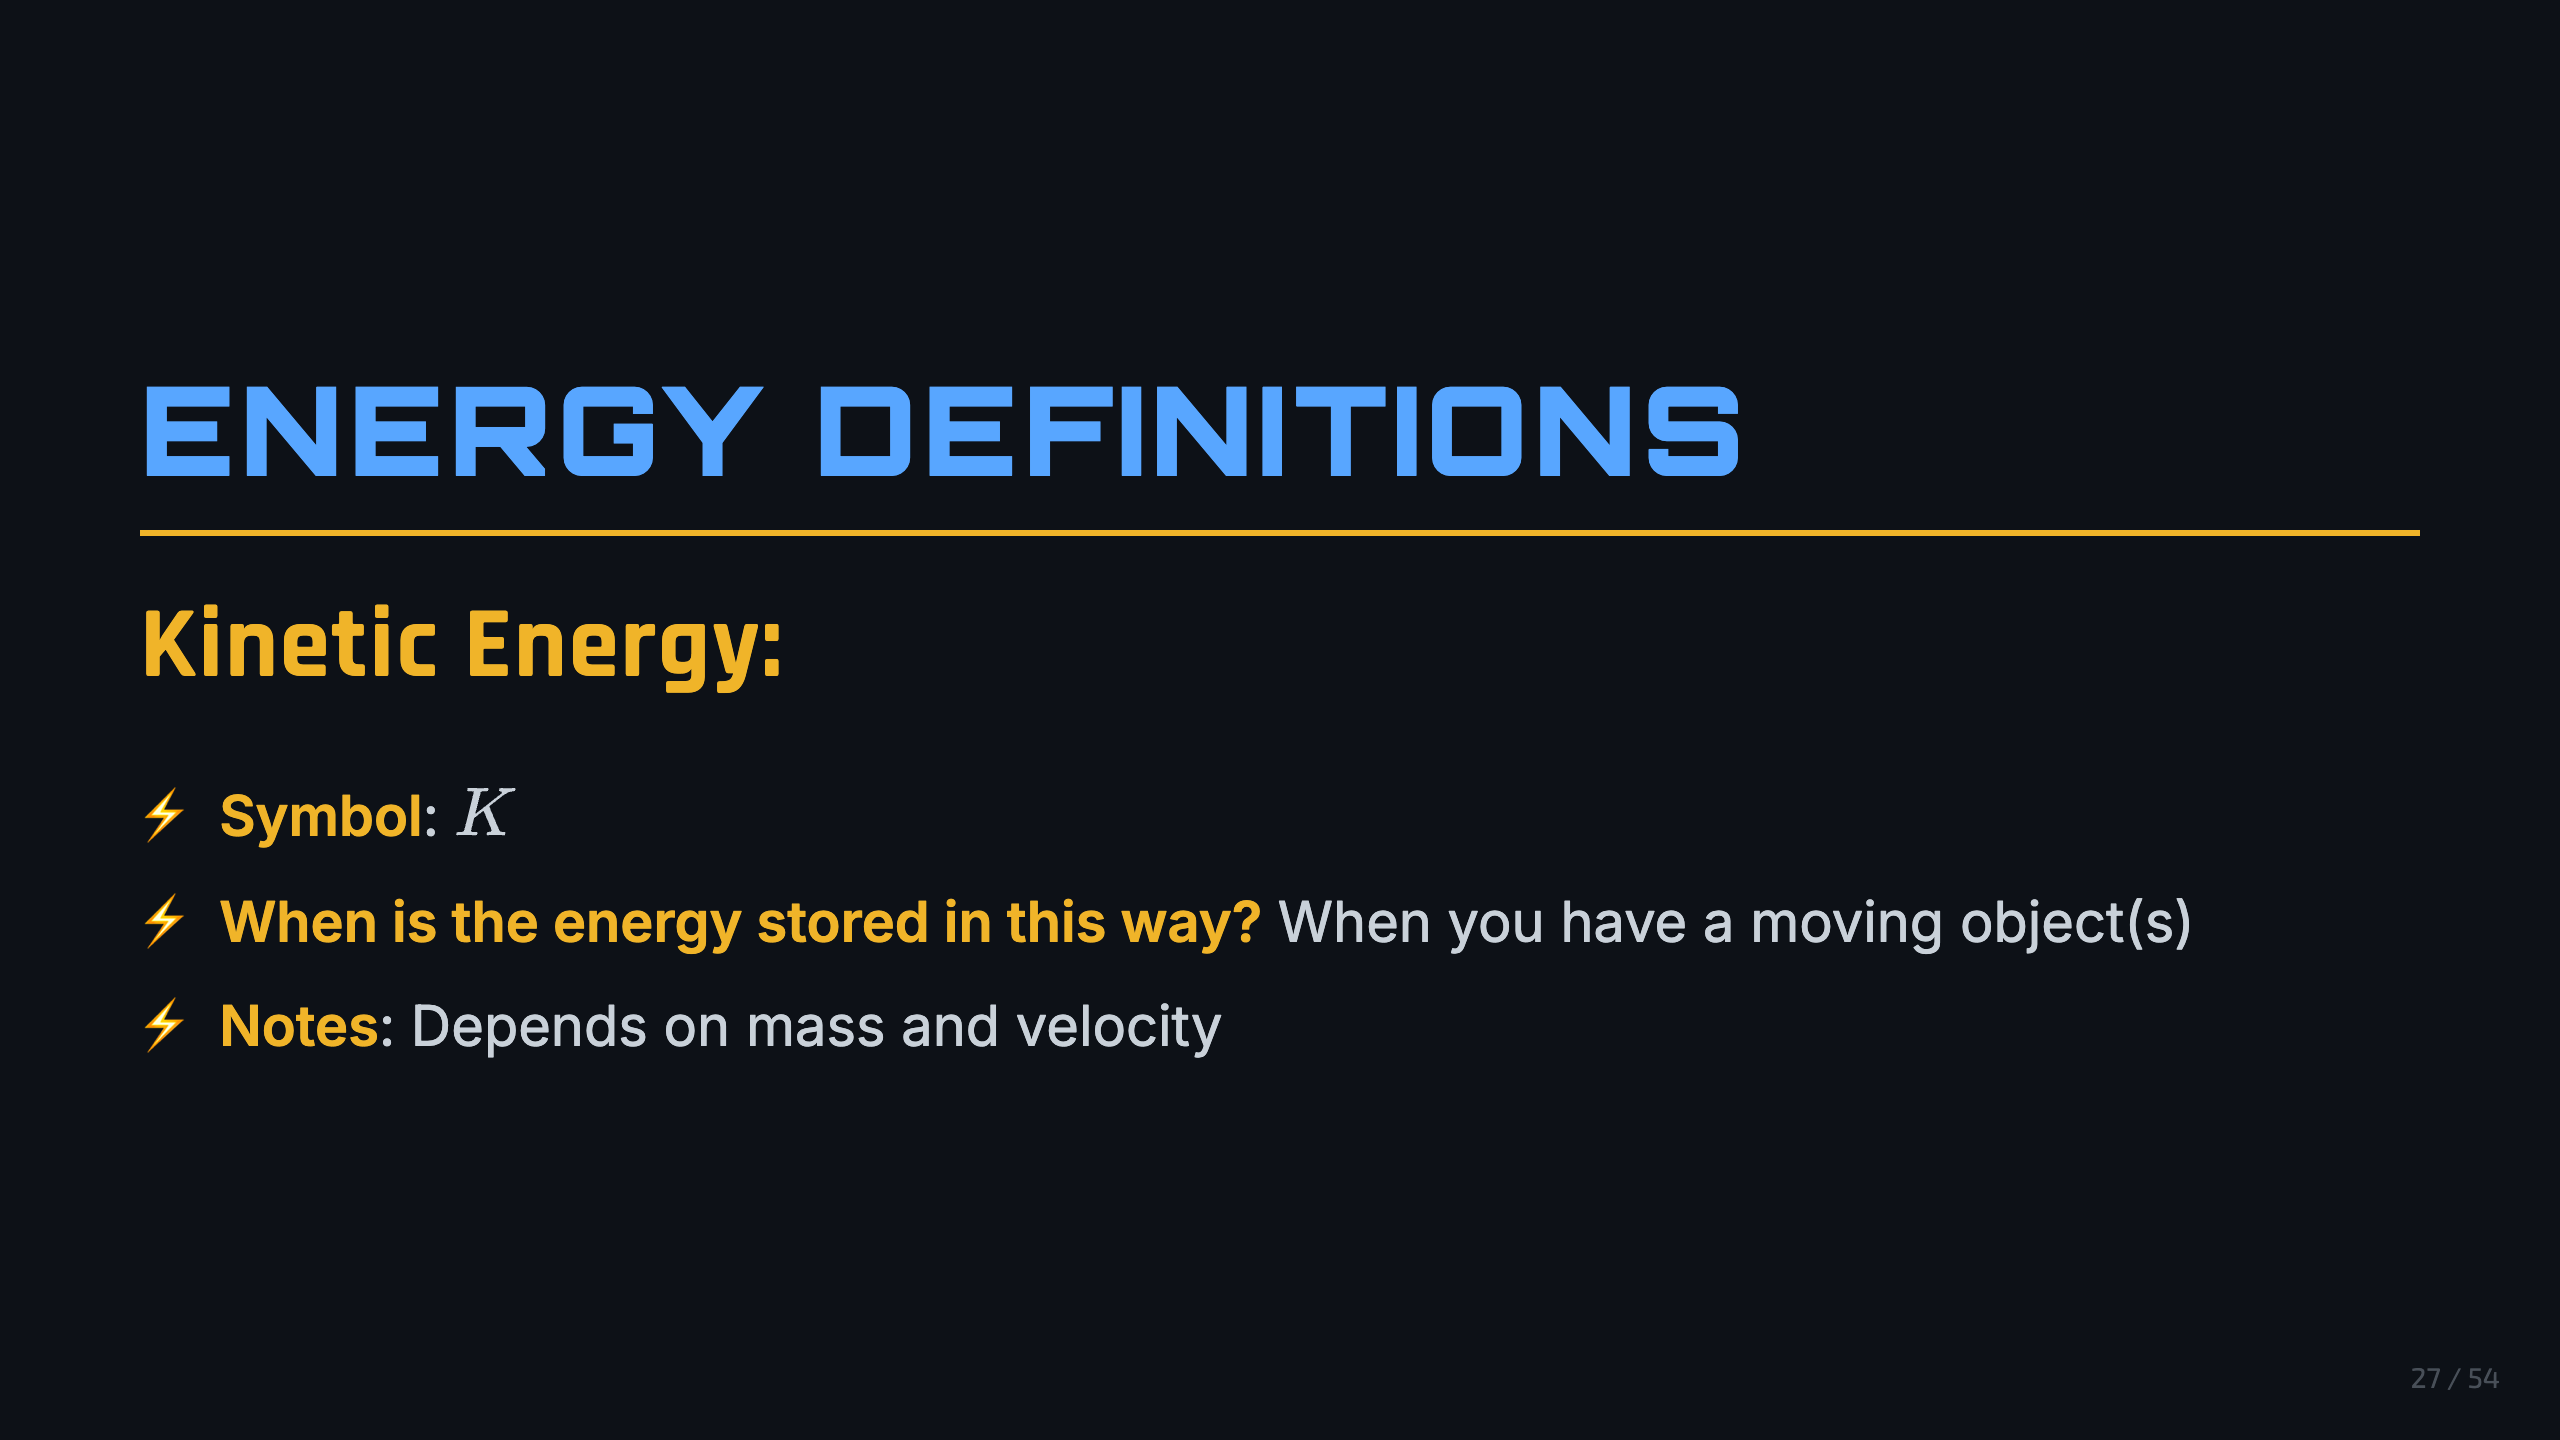 ENERGY DEFINITIONS
Kinetic Energy:
⚡ Symbol: K
⚡ When is the energy stored in this way? When you have a moving object(s)
⚡ Notes: Depends on mass and velocity
27 / 54